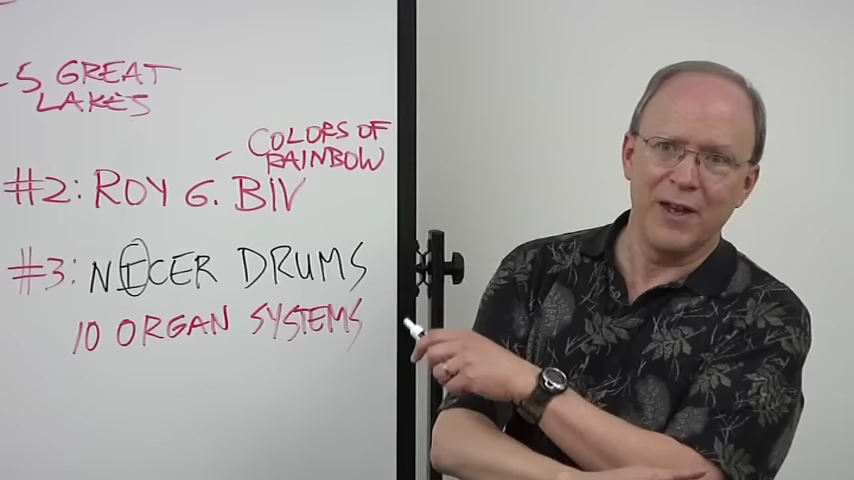 - 5 GREAT
LAKES
- COLORS OF
RAINBOW
#2: ROY G. BIV
#3: NICER DRUMS
10 ORGAN SYSTEMS